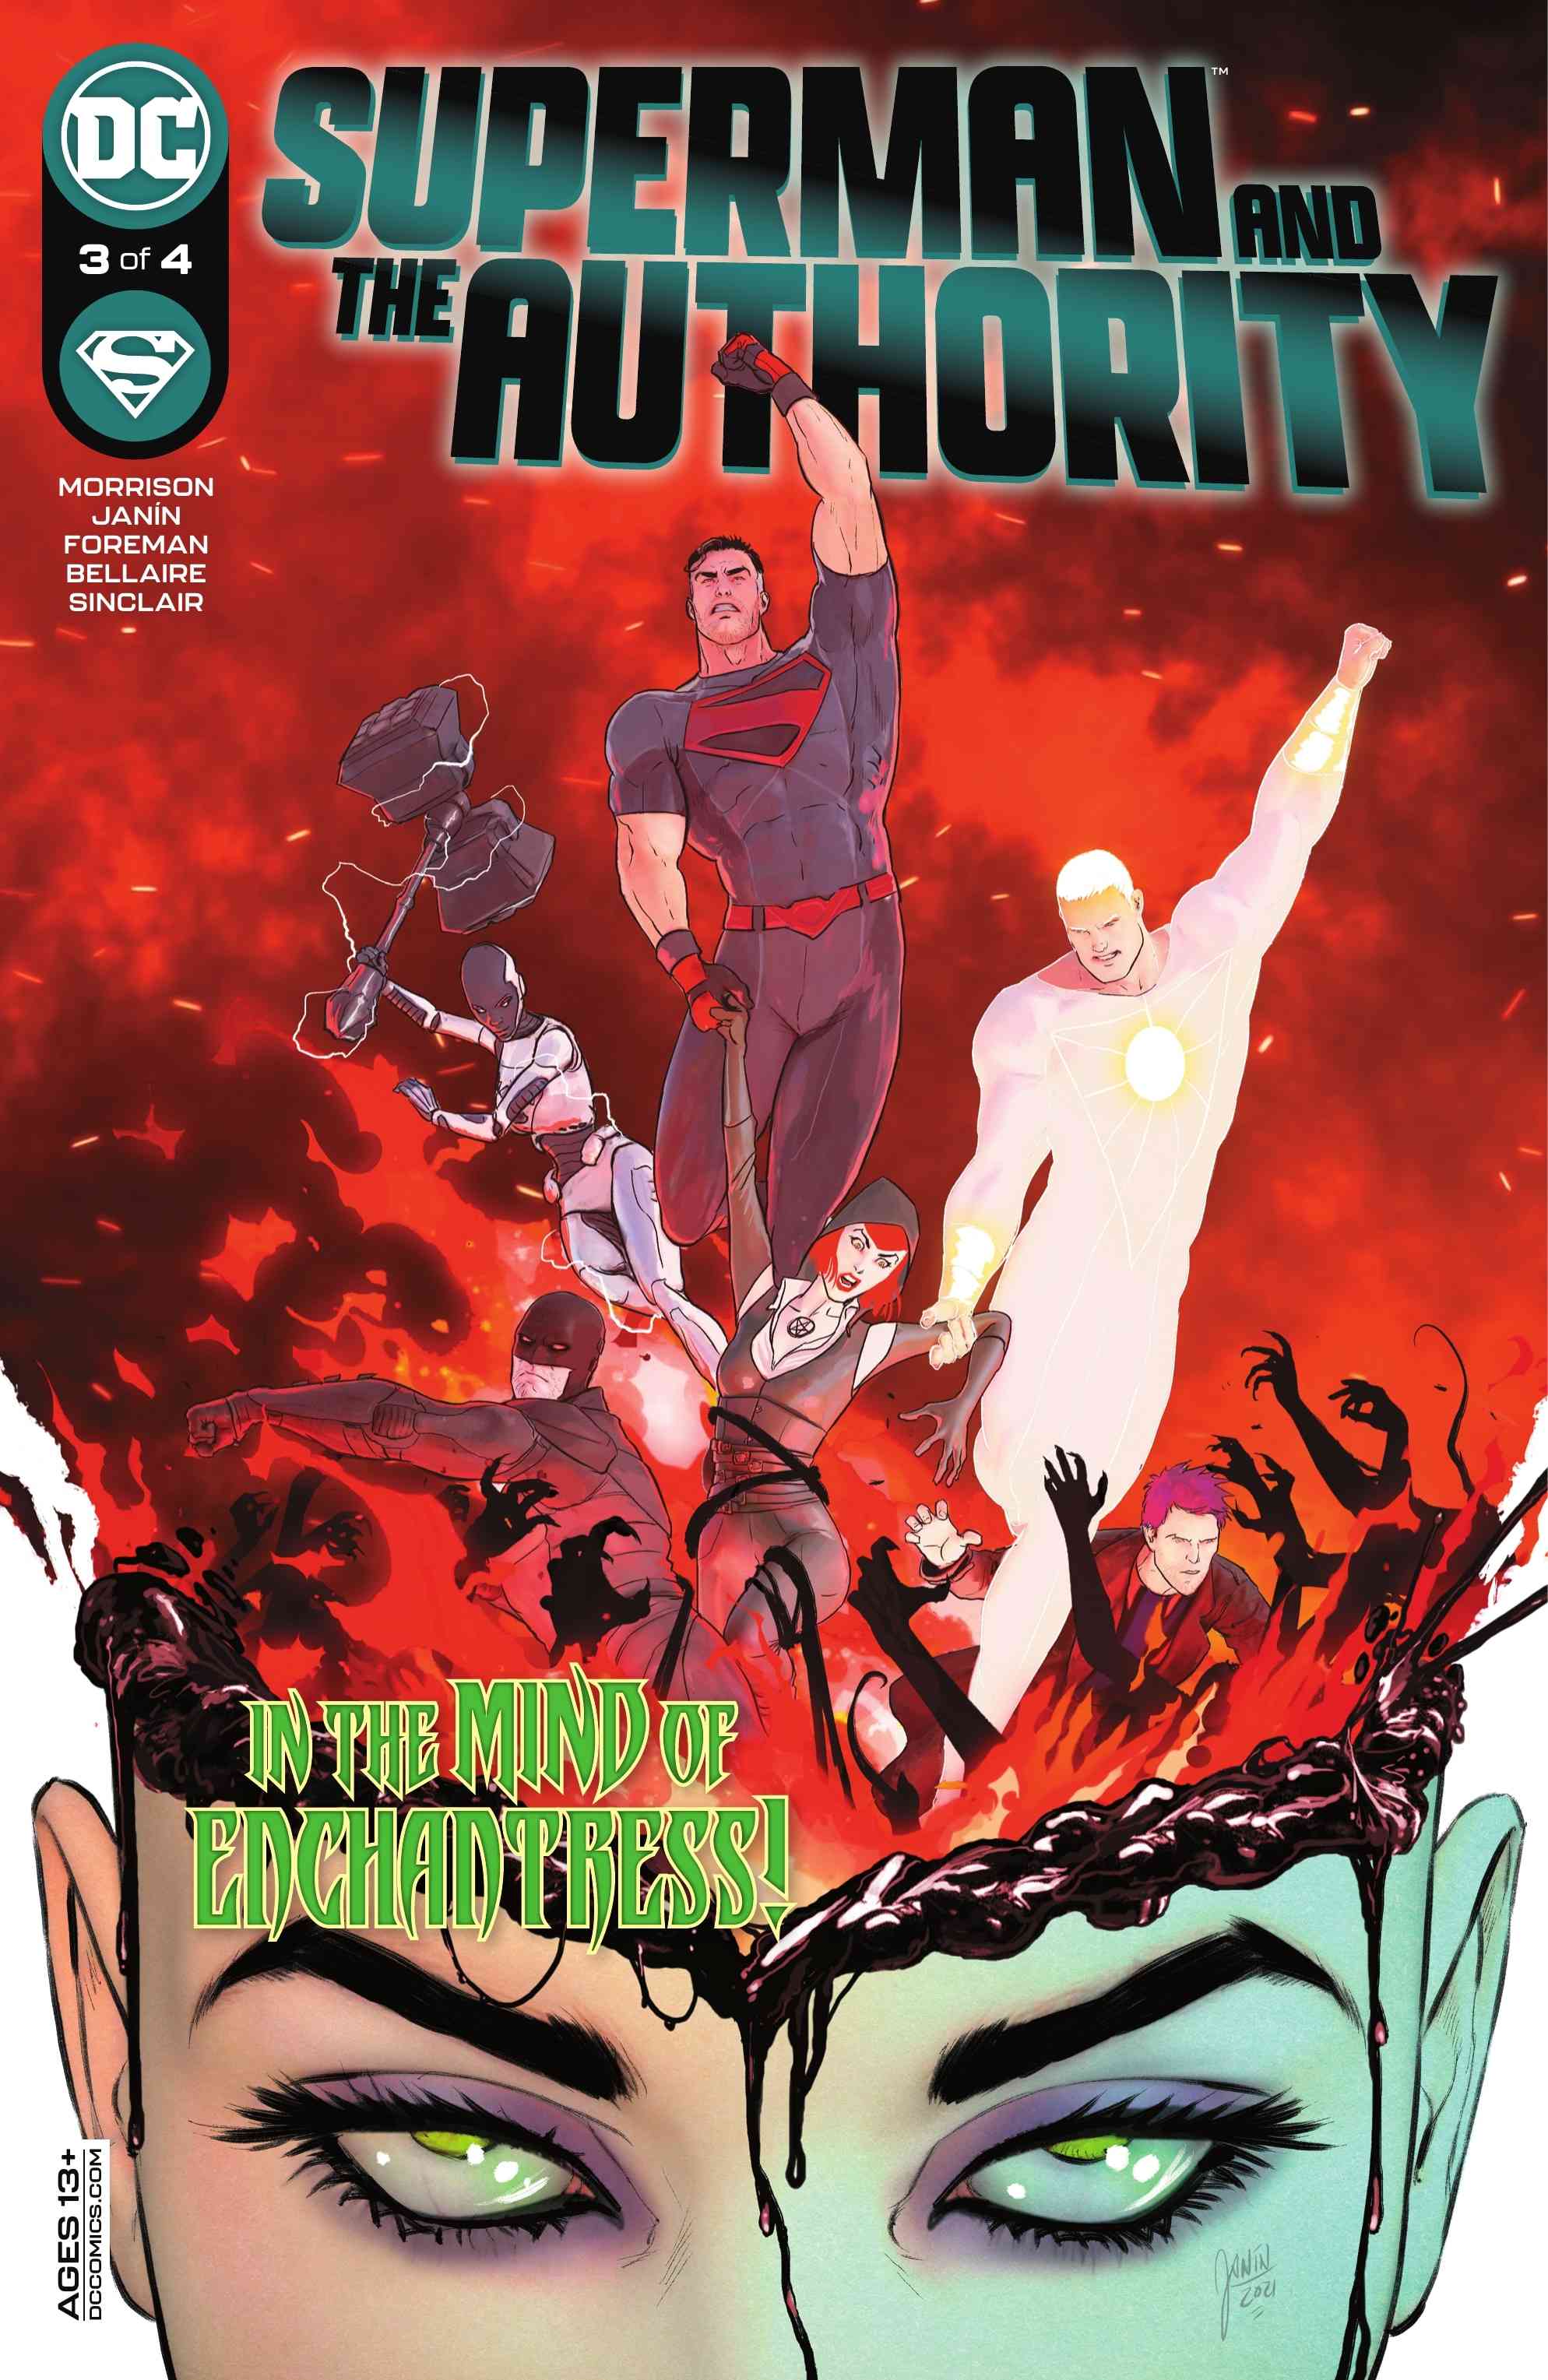 DC
3 of 4
S
MORRISON
JANÍN
FOREMAN
BELLAIRE
SINCLAIR
SUPERMAN™ AND
THE AUTHORITY
IN THE MIND OF
ENCHANTRESS!
AGES 13+
DCCOMICS.COM
JANÍN
2021